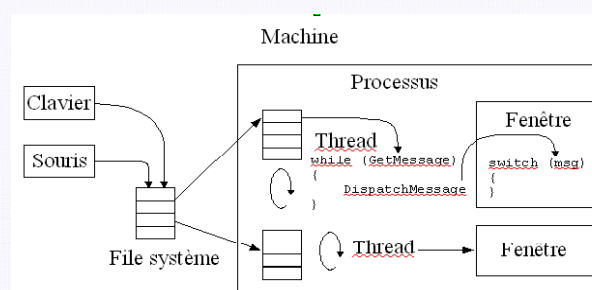 Machine
Processus
Clavier
Souris
File système
Thread
while (GetMessage)
{
DispatchMessage
}
Fenêtre
switch (msg)
{
}
Thread
Fenêtre